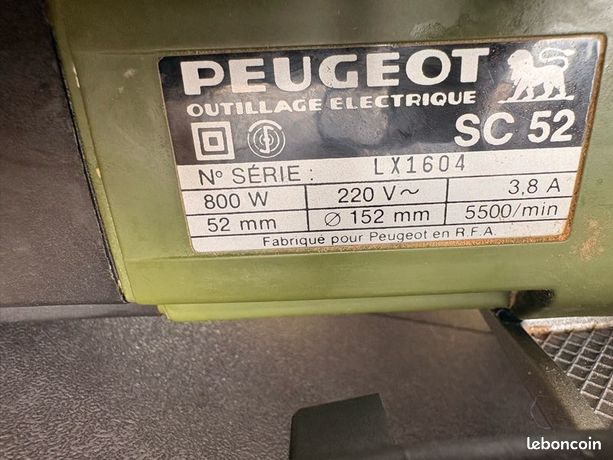 PEUGEOT
OUTILLAGE ELECTRIQUE
SC 52
N° SÉRIE : LX1604
800 W 220 V~ 3,8 A
52 mm Ø 152 mm 5500/min
Fabriqué pour Peugeot en R.F.A.
leboncoin